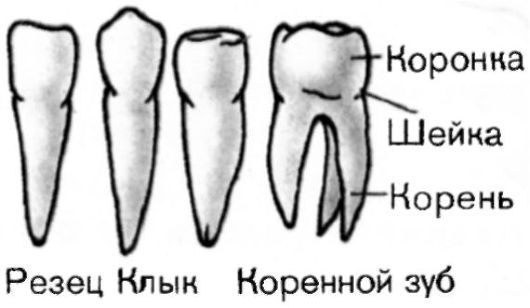 Коронка
Шейка
Корень
Резец Клык Коренной зуб